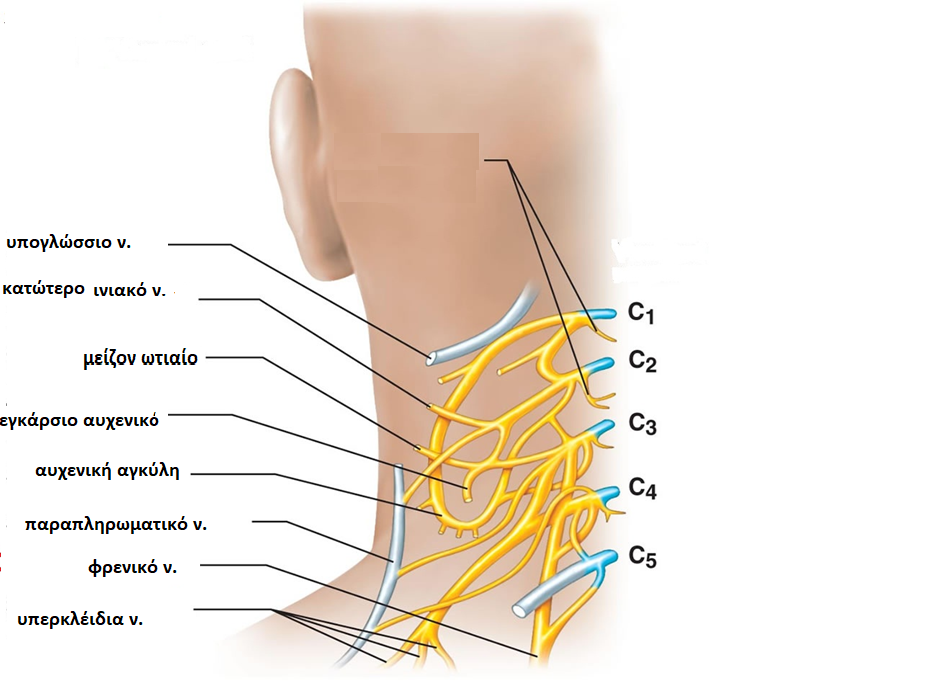 υπογλώσσιο ν.
κατώτερο ινιακό ν.
μείζον ωτιαίο
εγκάρσιο αυχενικό
αυχενική αγκύλη
παραπληρωματικό ν.
φρενικό ν.
υπερκλείδια ν.
C1
C2
C3
C4
C5